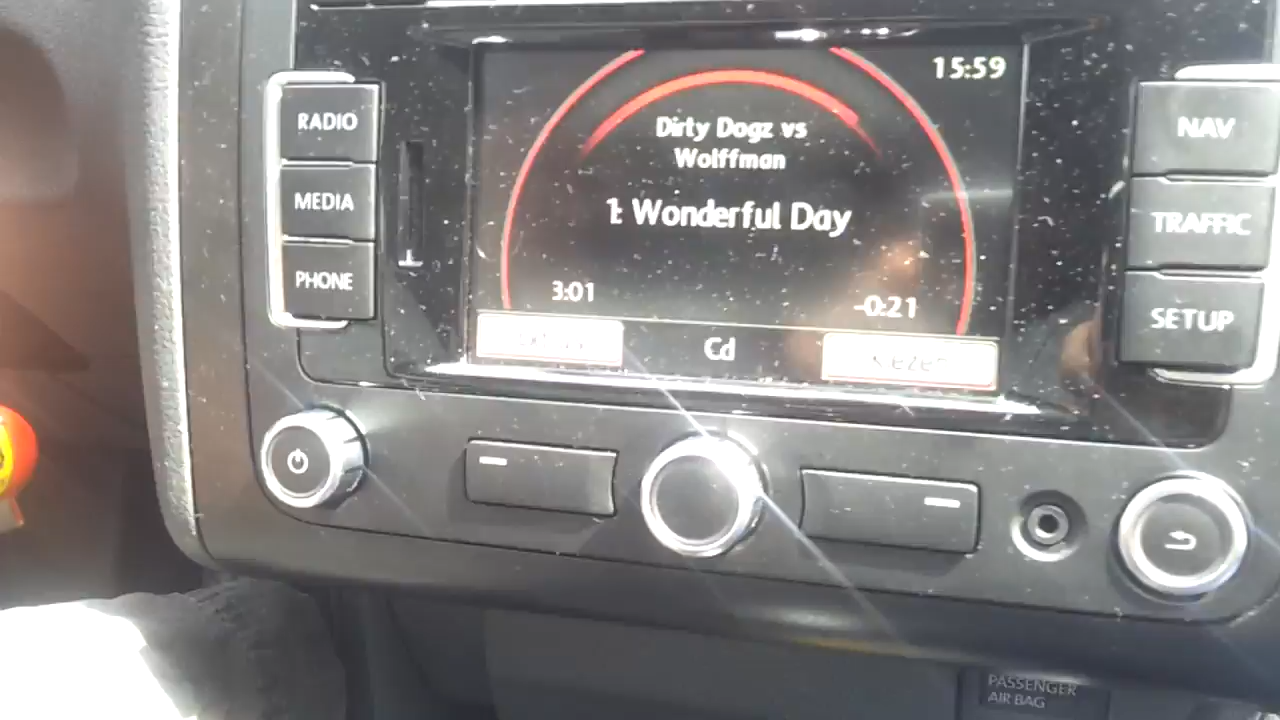 15:59
RADIO
Dirty Dogz vs
NAV
Wolffman
MEDIA
1: Wonderful Day
TRAFFIC
PHONE
3:01
-0:21
SETUP
Cd
PASSENGER
AIR BAG